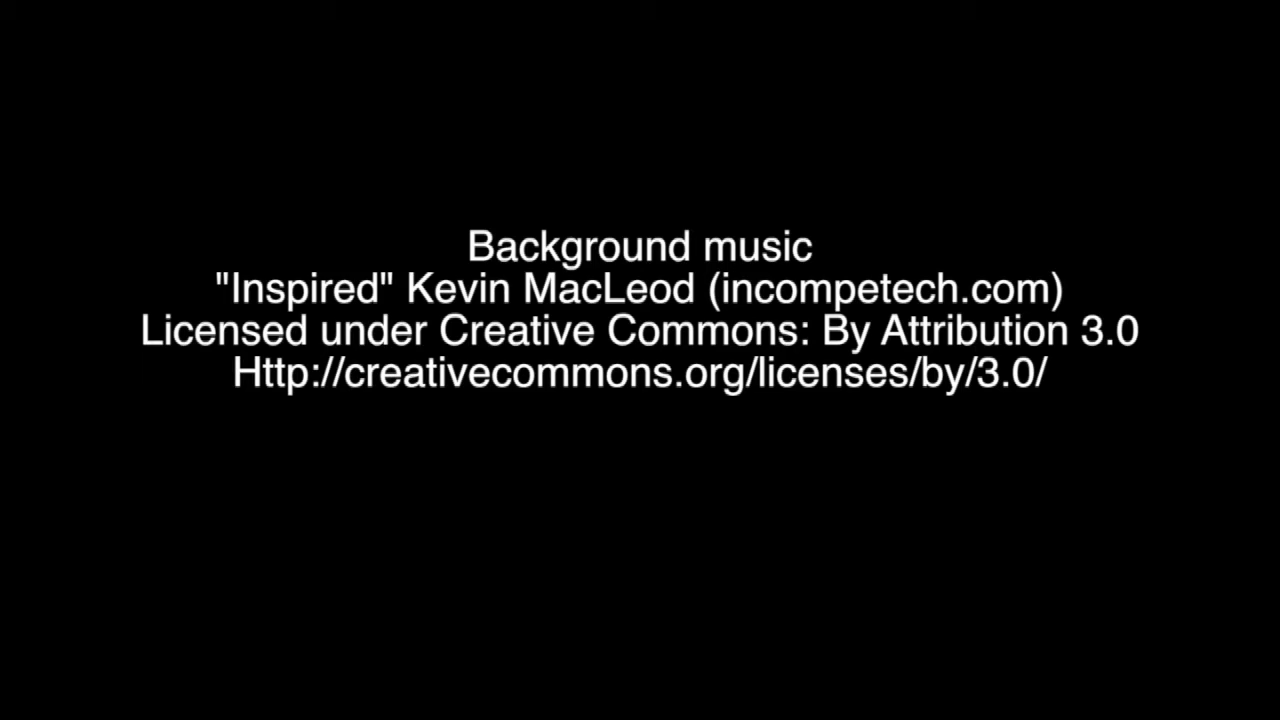 Background music
"Inspired" Kevin MacLeod (incompetech.com)
Licensed under Creative Commons: By Attribution 3.0
Http://creativecommons.org/licenses/by/3.0/